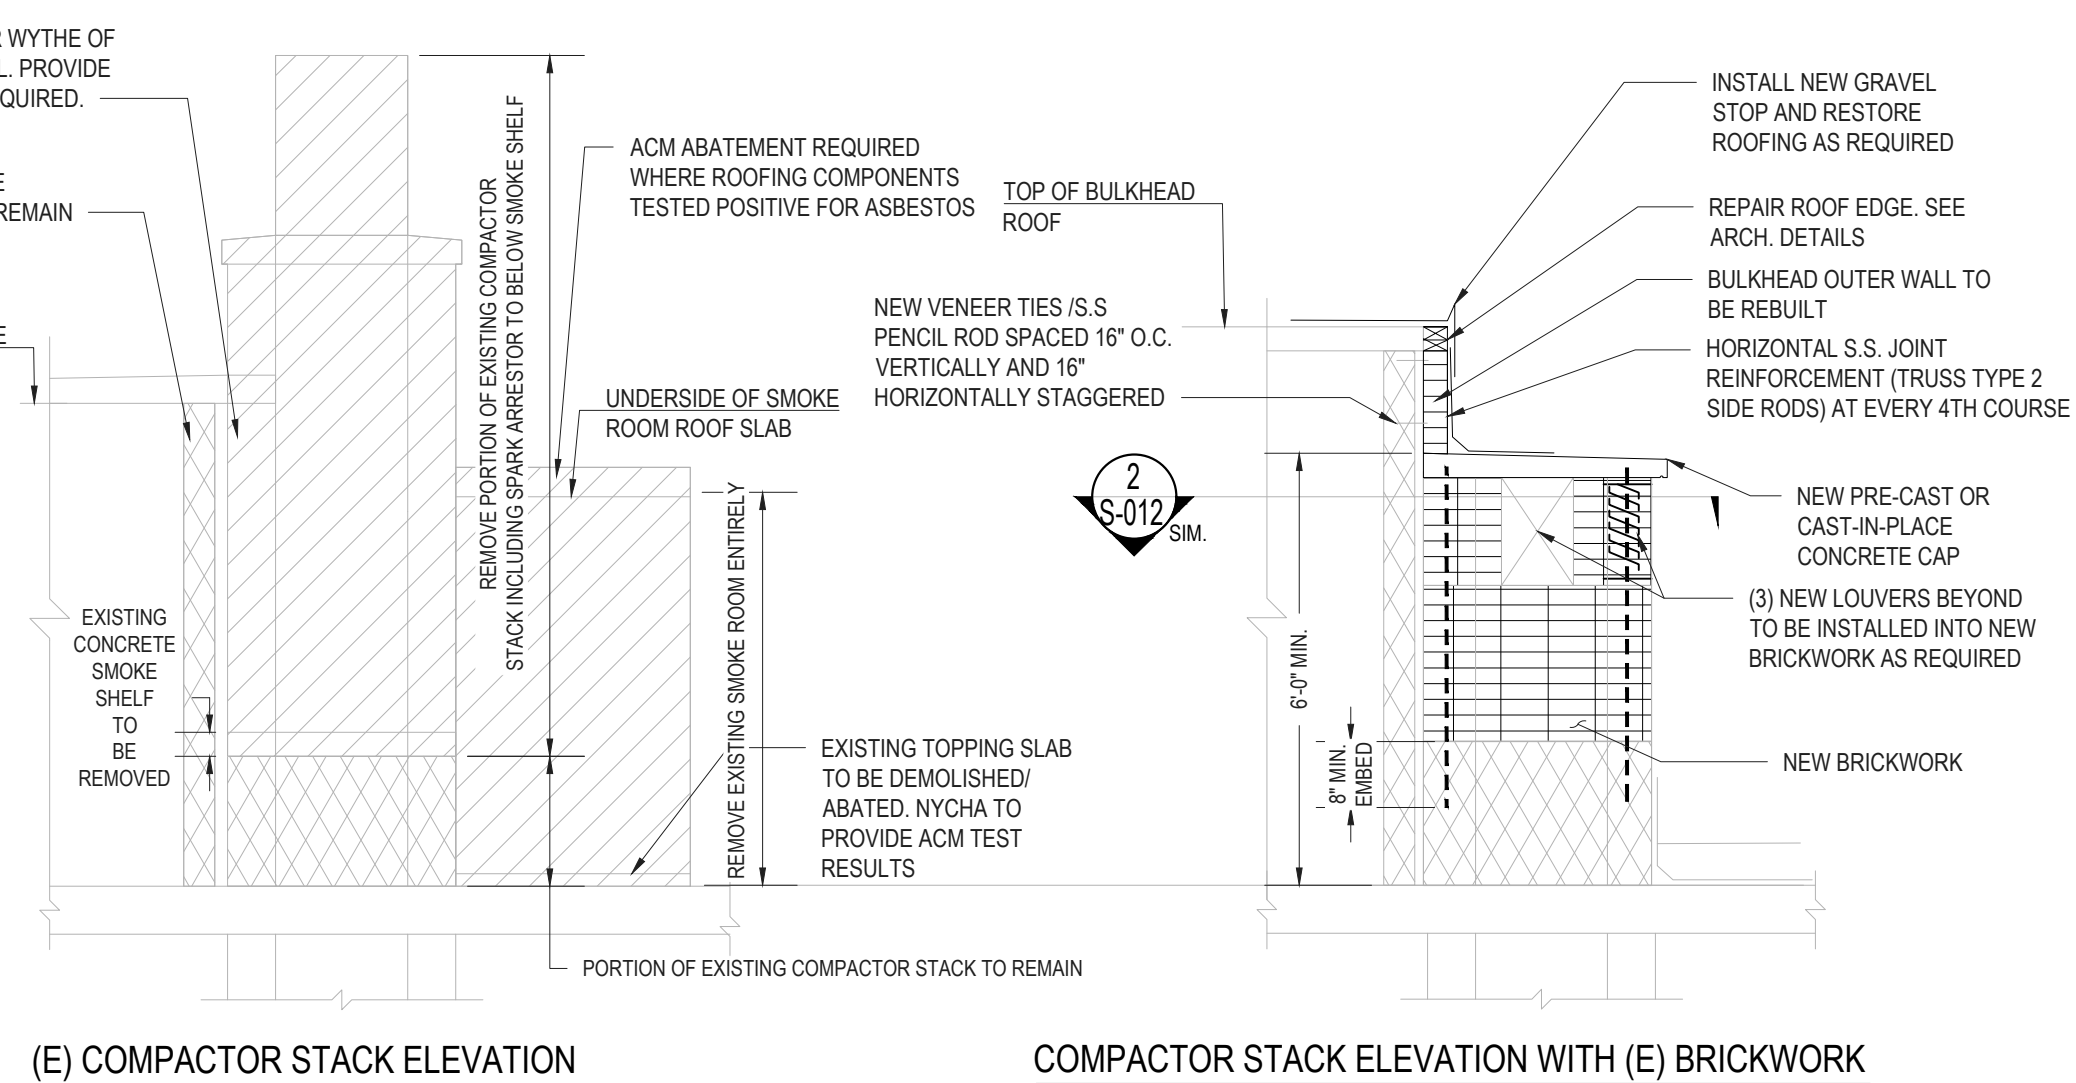 R WYTHE OF
L. PROVIDE
QUIRED.
E
REMAIN
E
EXISTING
CONCRETE
SMOKE
SHELF
TO
BE
REMOVED
REMOVE PORTION OF EXISTING COMPACTOR
STACK INCLUDING SPARK ARRESTOR TO BELOW SMOKE SHELF
ACM ABATEMENT REQUIRED
WHERE ROOFING COMPONENTS
TESTED POSITIVE FOR ASBESTOS
UNDERSIDE OF SMOKE
ROOM ROOF SLAB
REMOVE EXISTING SMOKE ROOM ENTIRELY
EXISTING TOPPING SLAB
TO BE DEMOLISHED/
ABATED. NYCHA TO
PROVIDE ACM TEST
RESULTS
PORTION OF EXISTING COMPACTOR STACK TO REMAIN
(E) COMPACTOR STACK ELEVATION
TOP OF BULKHEAD
ROOF
NEW VENEER TIES /S.S
PENCIL ROD SPACED 16" O.C.
VERTICALLY AND 16"
HORIZONTALLY STAGGERED
2
S-012
SIM.
6'-0" MIN.
8" MIN.
EMBED
INSTALL NEW GRAVEL
STOP AND RESTORE
ROOFING AS REQUIRED
REPAIR ROOF EDGE. SEE
ARCH. DETAILS
BULKHEAD OUTER WALL TO
BE REBUILT
HORIZONTAL S.S. JOINT
REINFORCEMENT (TRUSS TYPE 2
SIDE RODS) AT EVERY 4TH COURSE
NEW PRE-CAST OR
CAST-IN-PLACE
CONCRETE CAP
(3) NEW LOUVERS BEYOND
TO BE INSTALLED INTO NEW
BRICKWORK AS REQUIRED
NEW BRICKWORK
COMPACTOR STACK ELEVATION WITH (E) BRICKWORK